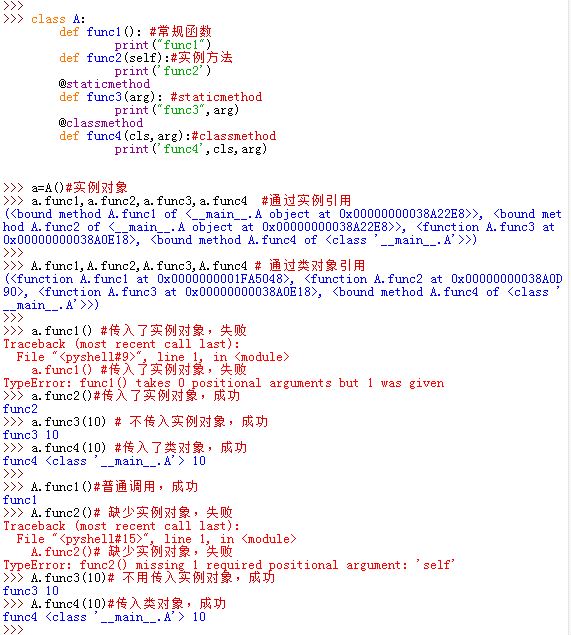 >>>
>>> class A:
        def func1(): #常规函数
                print("func1")
        def func2(self):#实例方法
                print('func2')
        @staticmethod
        def func3(arg): #staticmethod
                print("func3",arg)
        @classmethod
        def func4(cls,arg):#classmethod
                print('func4',cls,arg)
>>> a=A()#实例对象
>>> a.func1,a.func2,a.func3,a.func4  #通过实例引用
(<bound method A.func1 of <__main__.A object at 0x00000000038A22E8>>, <bound met
hod A.func2 of <__main__.A object at 0x00000000038A22E8>>, <function A.func3 at
0x00000000038A0E18>, <bound method A.func4 of <class '__main__.A'>>)
>>>
>>> A.func1,A.func2,A.func3,A.func4 # 通过类对象引用
(<function A.func1 at 0x0000000001FA5048>, <function A.func2 at 0x00000000038A0D
90>, <function A.func3 at 0x00000000038A0E18>, <bound method A.func4 of <class '
__main__.A'>>)
>>>
>>> a.func1() #传入了实例对象，失败
Traceback (most recent call last):
  File "<pyshell#9>", line 1, in <module>
    a.func1() #传入了实例对象，失败
TypeError: func1() takes 0 positional arguments but 1 was given
>>> a.func2()#传入了实例对象，成功
func2
>>> a.func3(10) # 不传入实例对象，成功
func3 10
>>> a.func4(10) #传入了类对象，成功
func4 <class '__main__.A'> 10
>>>
>>> A.func1()#普通调用，成功
func1
>>> A.func2()# 缺少实例对象，失败
Traceback (most recent call last):
  File "<pyshell#15>", line 1, in <module>
    A.func2()# 缺少实例对象，失败
TypeError: func2() missing 1 required positional argument: 'self'
>>> A.func3(10)# 不用传入实例对象，成功
func3 10
>>> A.func4(10)#传入类对象，成功
func4 <class '__main__.A'> 10
>>>